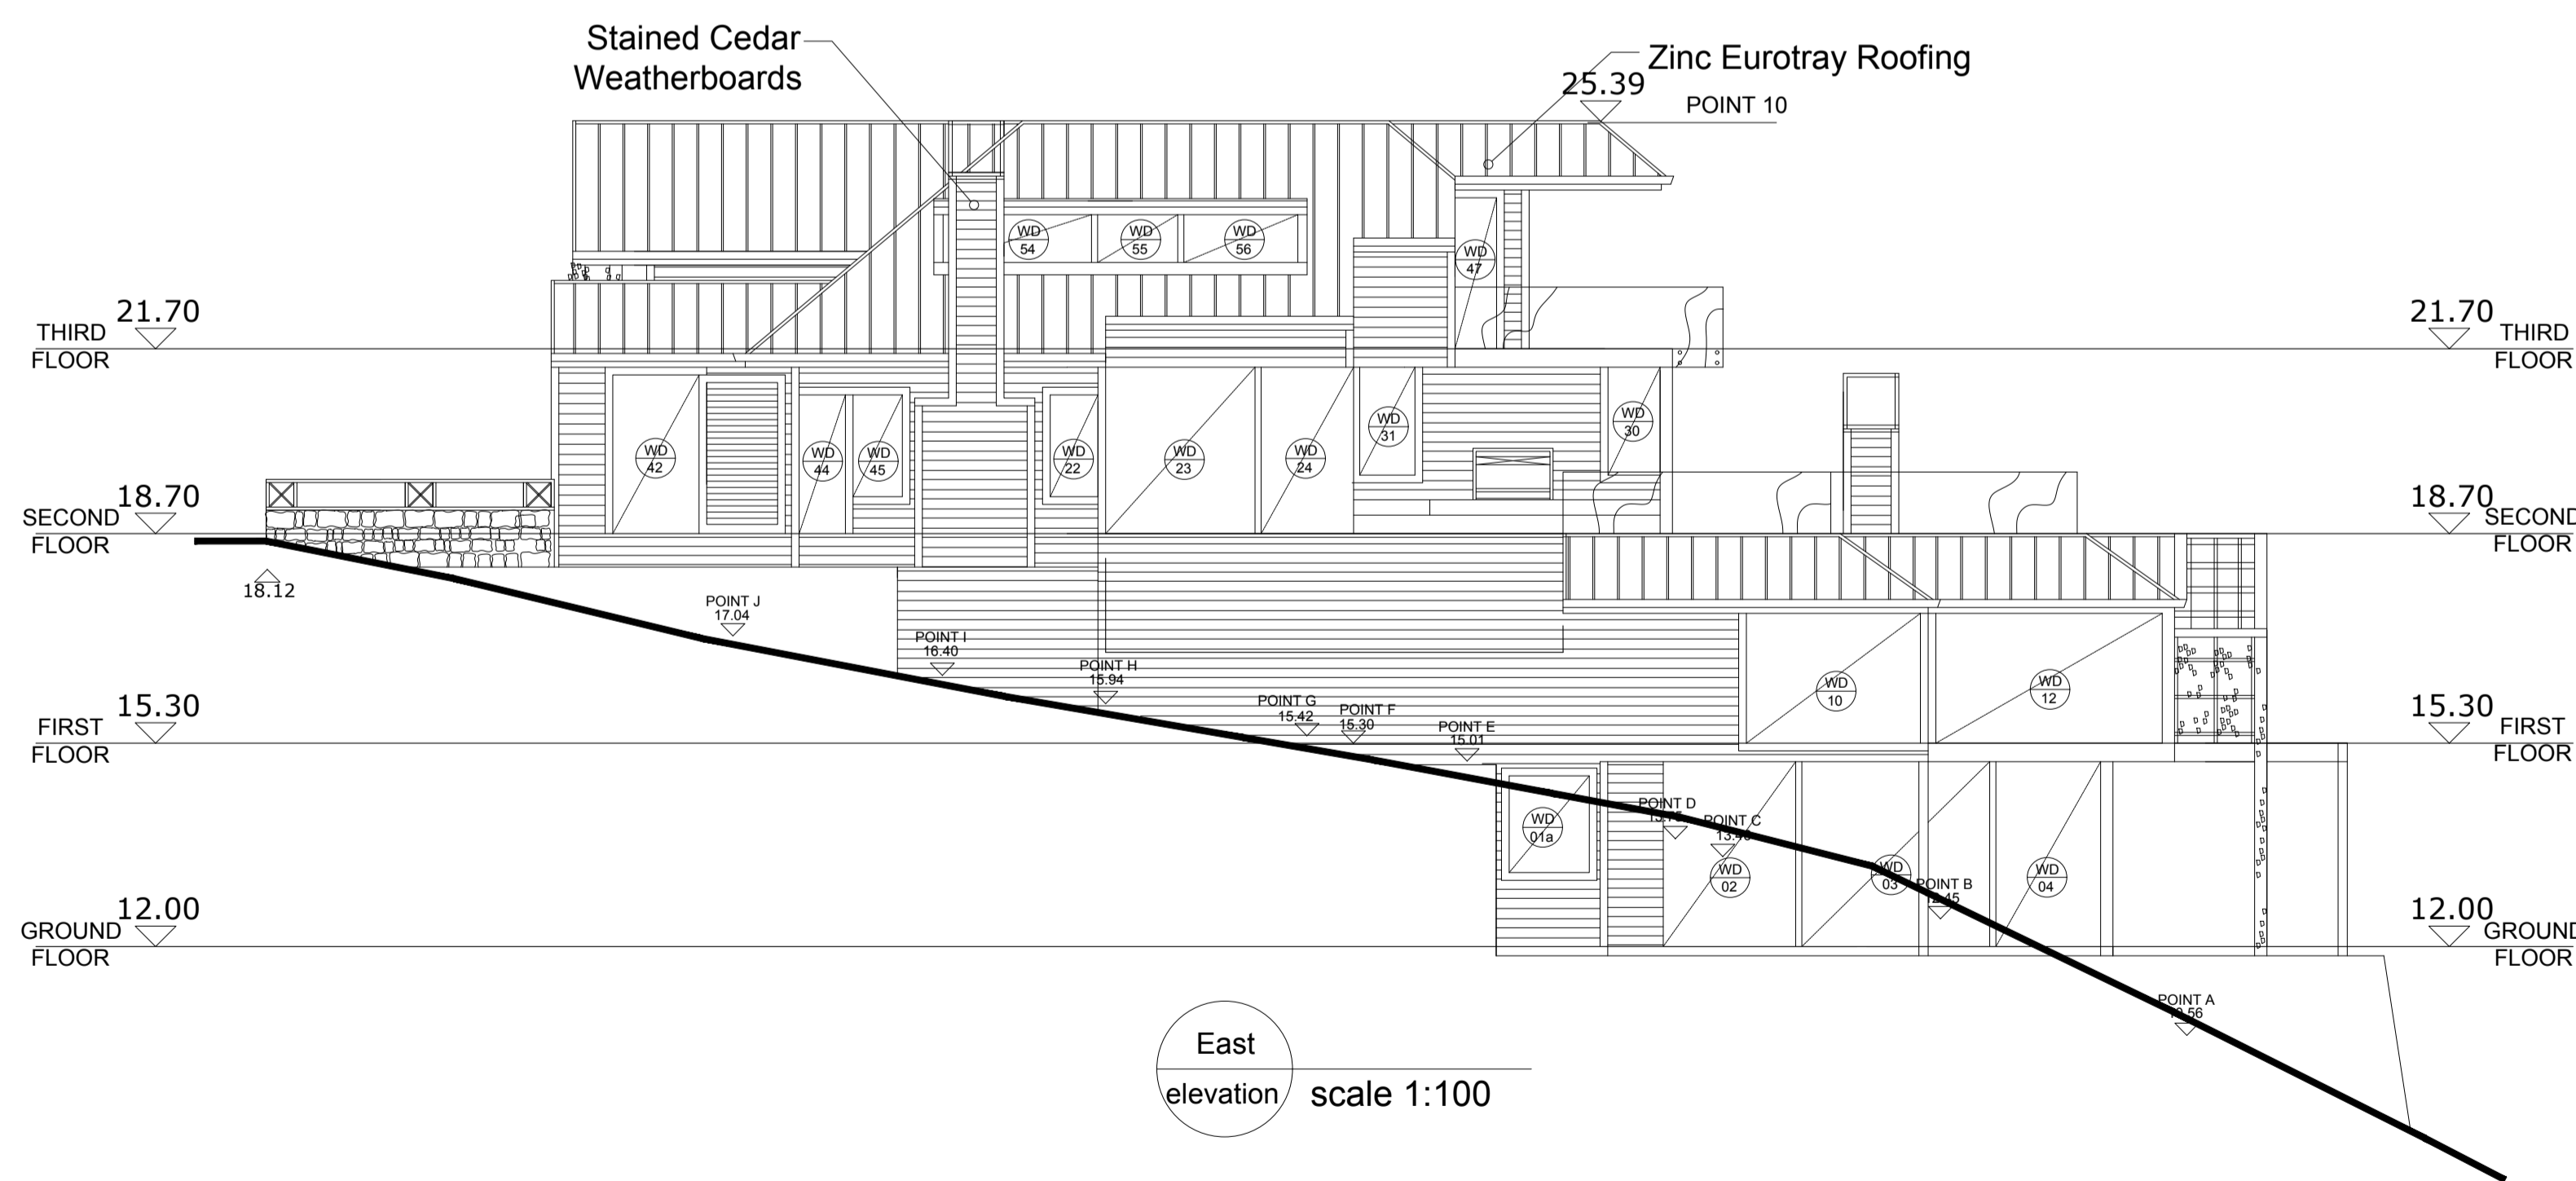 Stained Cedar
Weatherboards
Zinc Eurotray Roofing
25.39
POINT 10
WD
54
WD
55
WD
56
WD
47
21.70
THIRD
FLOOR
21.70
THIRD
FLOOR
WD
42
WD
44
WD
45
WD
22
WD
23
WD
24
WD
31
WD
30
18.70
SECOND
FLOOR
18.70
SECOND
FLOOR
18.12
POINT J
17.04
POINT I
16.40
POINT H
15.94
POINT G
15.42
POINT F
15.30
POINT E
15.01
WD
10
WD
12
15.30
FIRST
FLOOR
15.30
FIRST
FLOOR
WD
01a
POINT D
POINT C
WD
02
WD
03
POINT B
12.45
WD
04
12.00
GROUND
FLOOR
12.00
GROUND
FLOOR
POINT A
East
elevation
scale 1:100